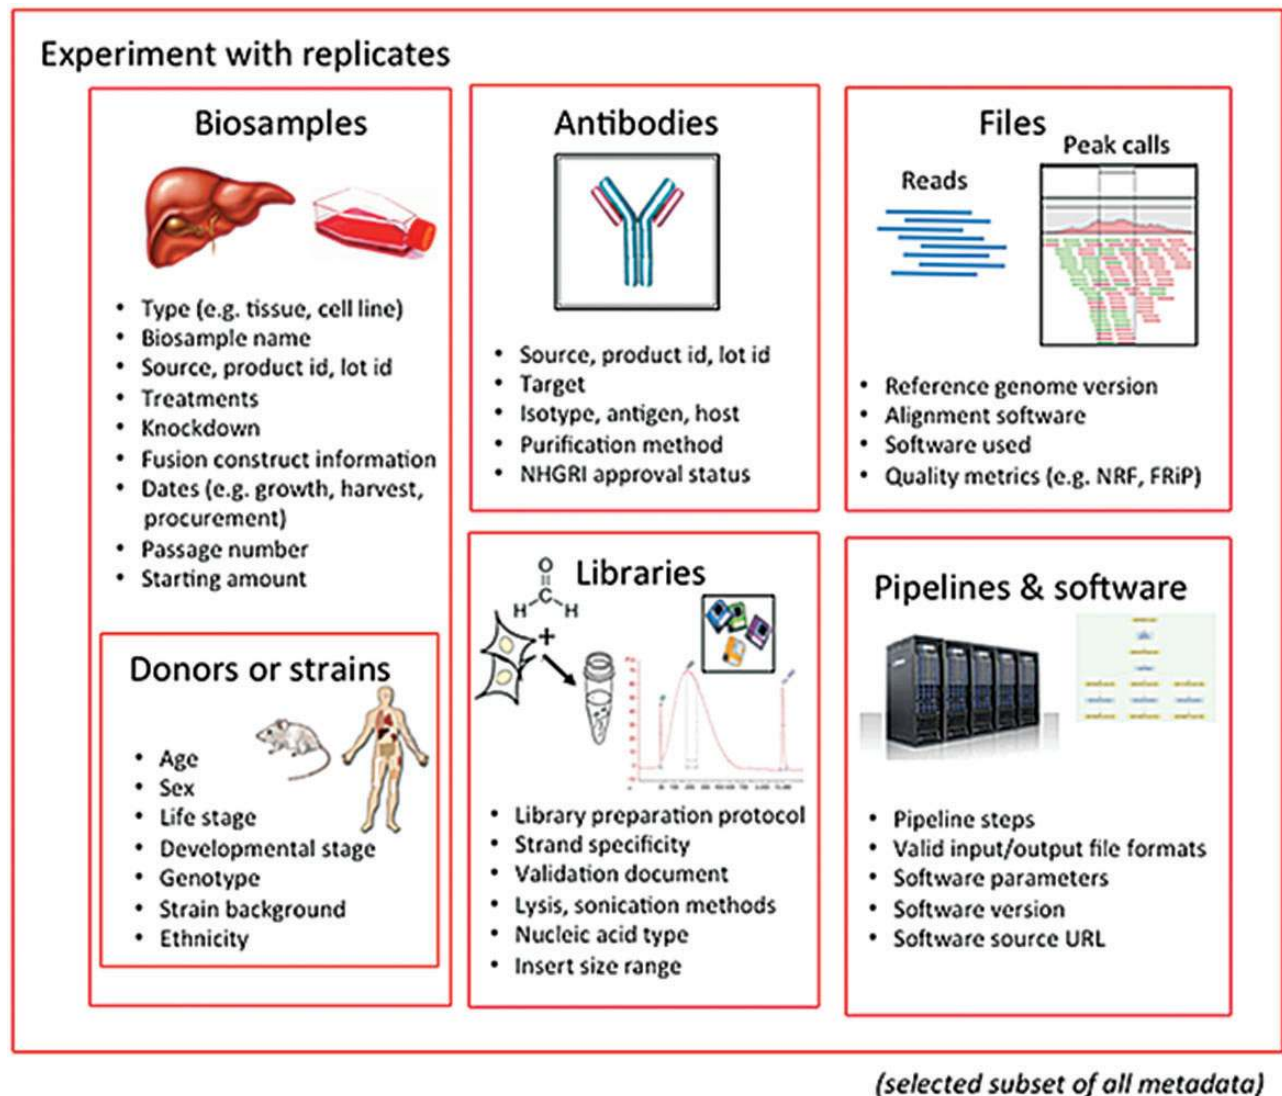 Experiment with replicates
Biosamples
• Type (e.g. tissue, cell line)
• Biosample name
• Source, product id, lot id
• Treatments
• Knockdown
• Fusion construct information
• Dates (e.g. growth, harvest,
procurement)
• Passage number
• Starting amount
Donors or strains
• Age
• Sex
• Life stage
• Developmental stage
• Genotype
• Strain background
• Ethnicity
Antibodies
• Source, product id, lot id
• Target
• Isotype, antigen, host
• Purification method
• NHGRI approval status
Libraries
O
H C H
+
• Library preparation protocol
• Strand specificity
• Validation document
• Lysis, sonication methods
• Nucleic acid type
• Insert size range
Files
Peak calls
Reads
• Reference genome version
• Alignment software
• Software used
• Quality metrics (e.g. NRF, FRiP)
Pipelines & software
• Pipeline steps
• Valid input/output file formats
• Software parameters
• Software version
• Software source URL
(selected subset of all metadata)